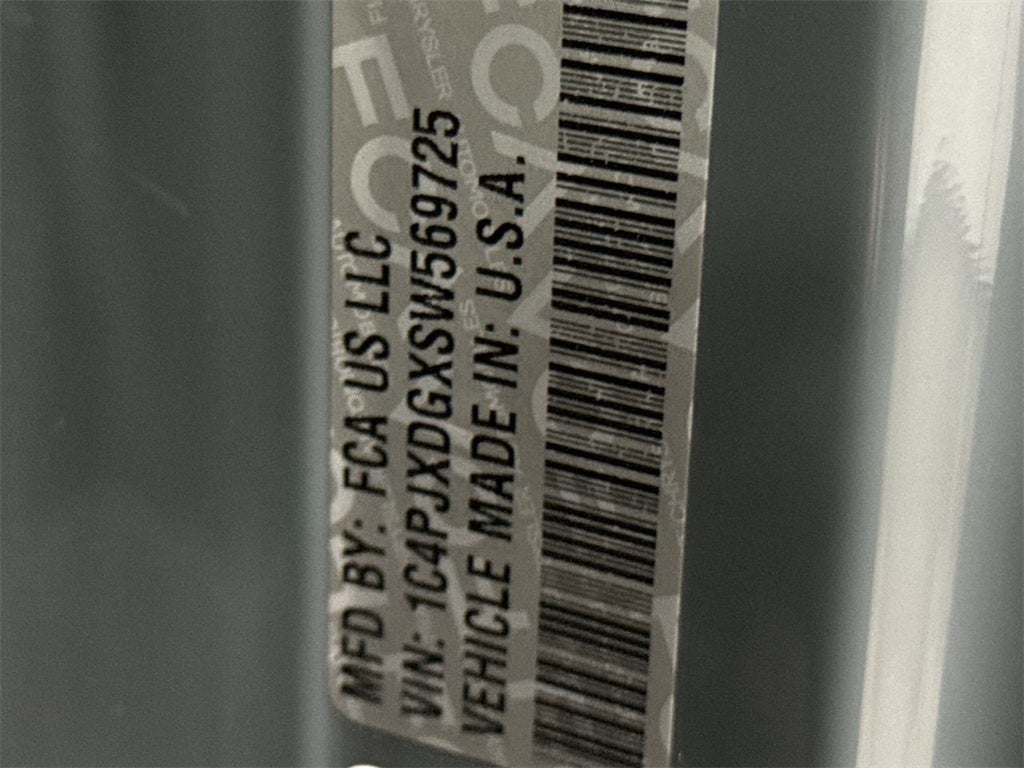 MFD BY: FCA US LLC
VIN: 1C4PJXDGXSW569725
VEHICLE MADE IN: U.S.A.